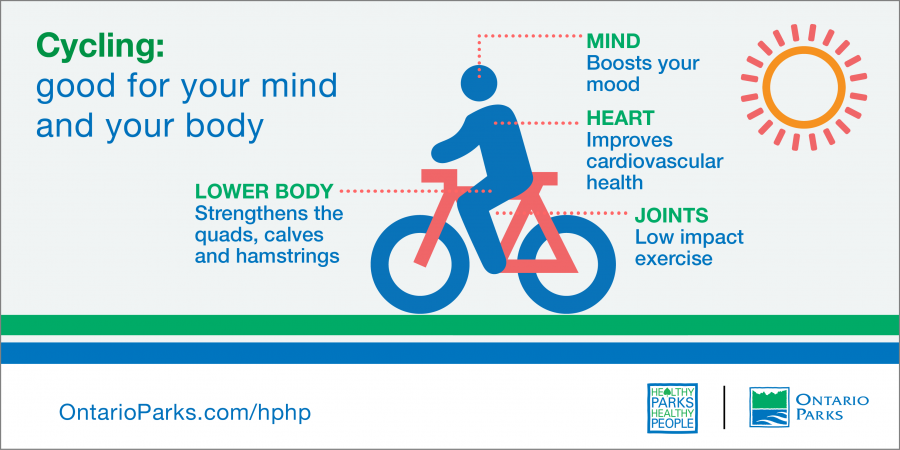 Cycling:
good for your mind
and your body
MIND
Boosts your
mood
HEART
Improves
cardiovascular
health
LOWER BODY
Strengthens the
quads, calves
and hamstrings
JOINTS
Low impact
exercise
OntarioParks.com/hphp
HEALTHY
PARKS
HEALTHY
PEOPLE
ONTARIO
PARKS